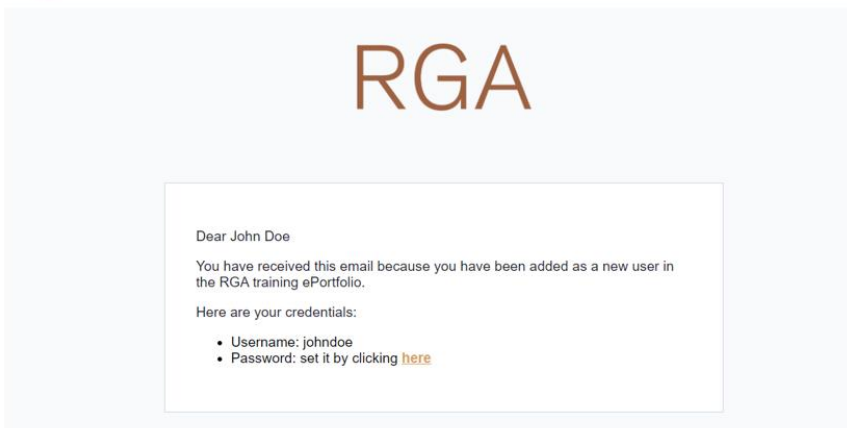 RGA
Dear John Doe
You have received this email because you have been added as a new user in
the RGA training ePortfolio.
Here are your credentials:
• Username: johndoe
• Password: set it by clicking here